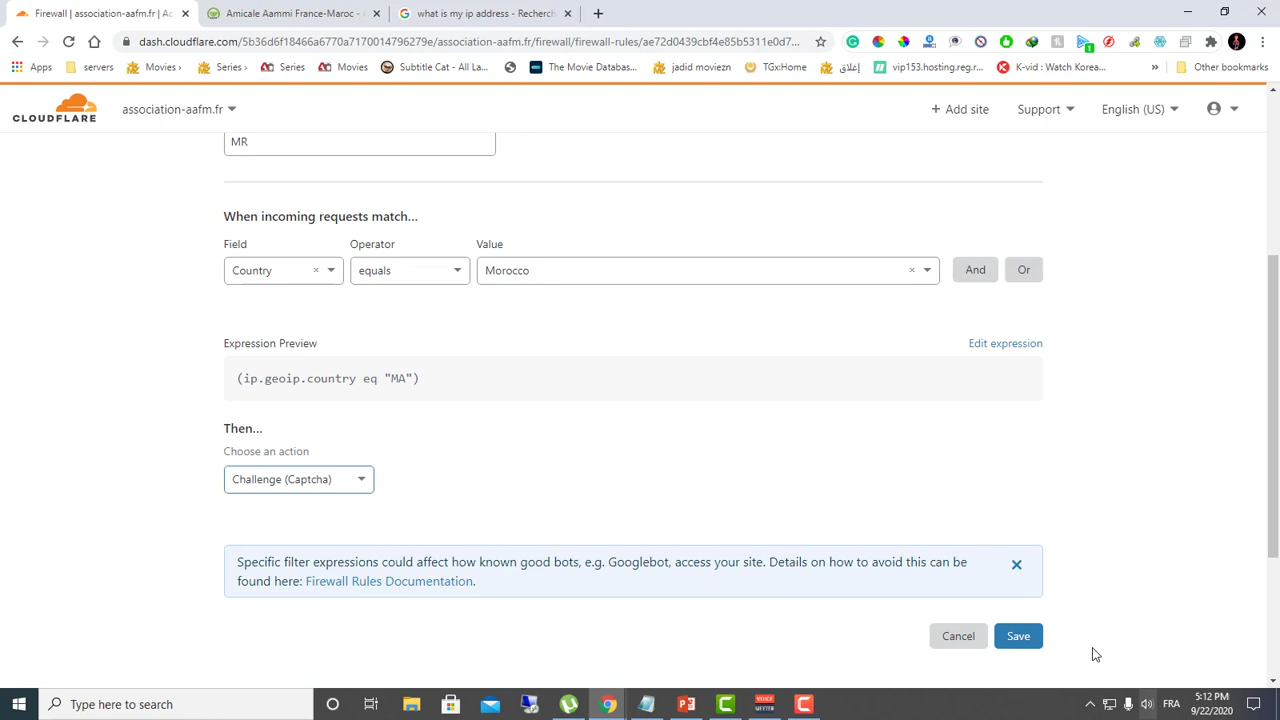 Firewall | association-aafm.fr | Ac
Amicale Aammi France-Maroc -
what is my ip address - Recherch
dash.cloudflare.com/5b36d6f18466a6770a7170014796279e/association-aafm.fr/firewall/firewall-rules/ae72d0439cbf4e85b5311e0d7...
Apps
servers
Movies ›
Series ›
Series
Movies
Subtitle Cat - All La...
The Movie Databas...
jadid moviezn
TGx:Home
إغلاق
vip153.hosting.reg.r...
K-vid : Watch Korea...
»
Other bookmarks
CLOUDFLARE
association-aafm.fr
+ Add site
Support
English (US)
MR
When incoming requests match...
Field
Operator
Value
Country
equals
Morocco
And
Or
Expression Preview
Edit expression
(ip.geoip.country eq "MA")
Then...
Choose an action
Challenge (Captcha)
Specific filter expressions could affect how known good bots, e.g. Googlebot, access your site. Details on how to avoid this can be
found here: Firewall Rules Documentation.
Cancel
Save
Type here to search
FRA
5:12 PM
9/22/2020